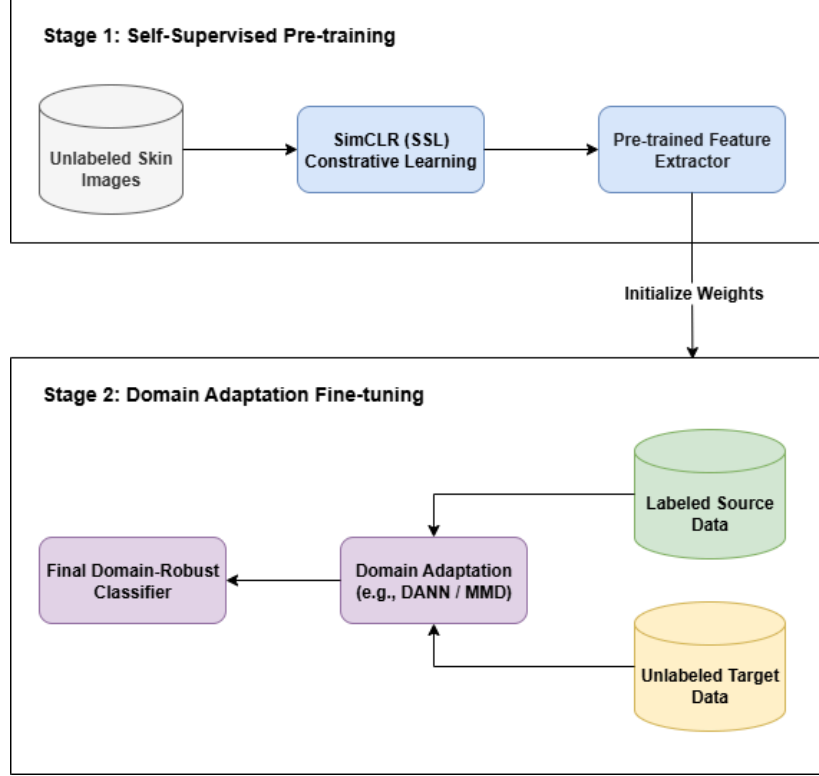 Stage 1: Self-Supervised Pre-training
Unlabeled Skin
Images
SimCLR (SSL)
Constrative Learning
Pre-trained Feature
Extractor
Initialize Weights
Stage 2: Domain Adaptation Fine-tuning
Labeled Source
Data
Final Domain-Robust
Classifier
Domain Adaptation
(e.g., DANN / MMD)
Unlabeled Target
Data